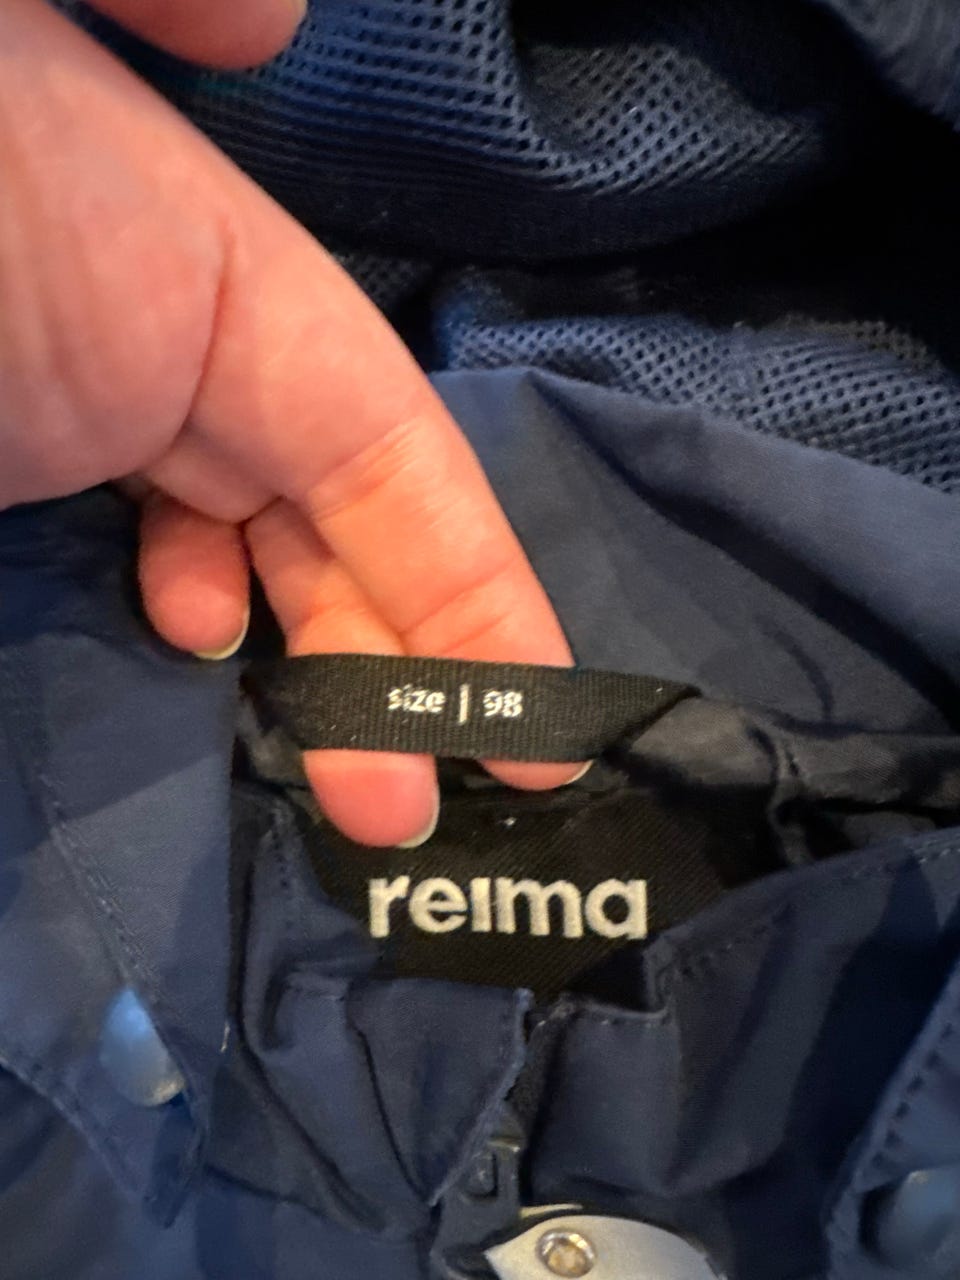 size | 98
reima